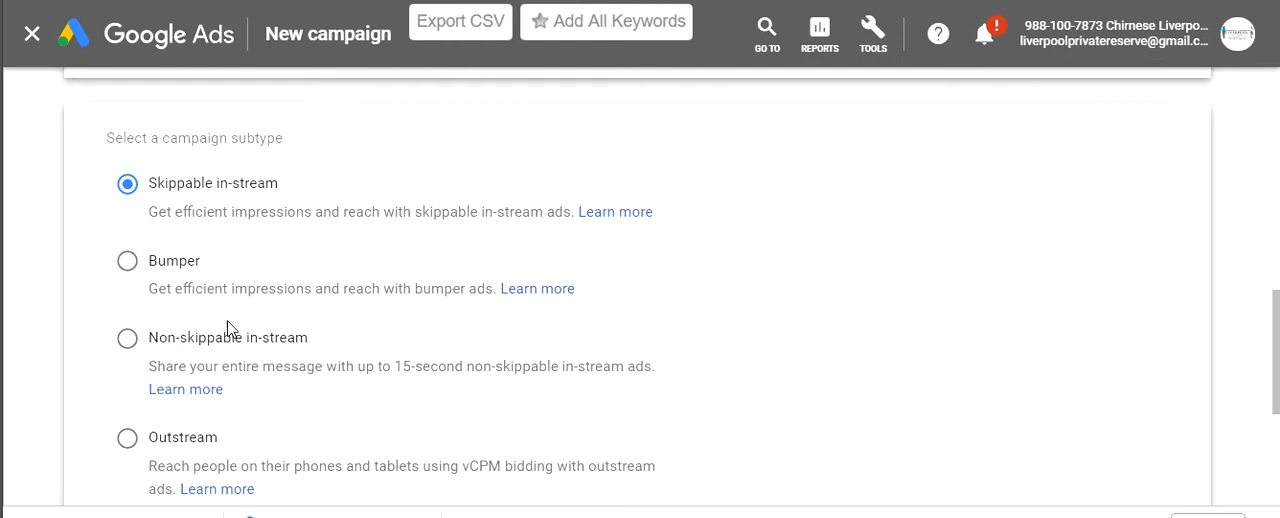 Google Ads
New campaign
Export CSV
Add All Keywords
GO TO
REPORTS
TOOLS
?
!
988-100-7873 Chirnese Liverpo...
liverpoolprivatereserve@gmail.c...
Select a campaign subtype
Skippable in-stream
Get efficient impressions and reach with skippable in-stream ads. Learn more
Bumper
Get efficient impressions and reach with bumper ads. Learn more
Non-skippable in-stream
Share your entire message with up to 15-second non-skippable in-stream ads.
Learn more
Outstream
Reach people on their phones and tablets using vCPM bidding with outstream
ads. Learn more